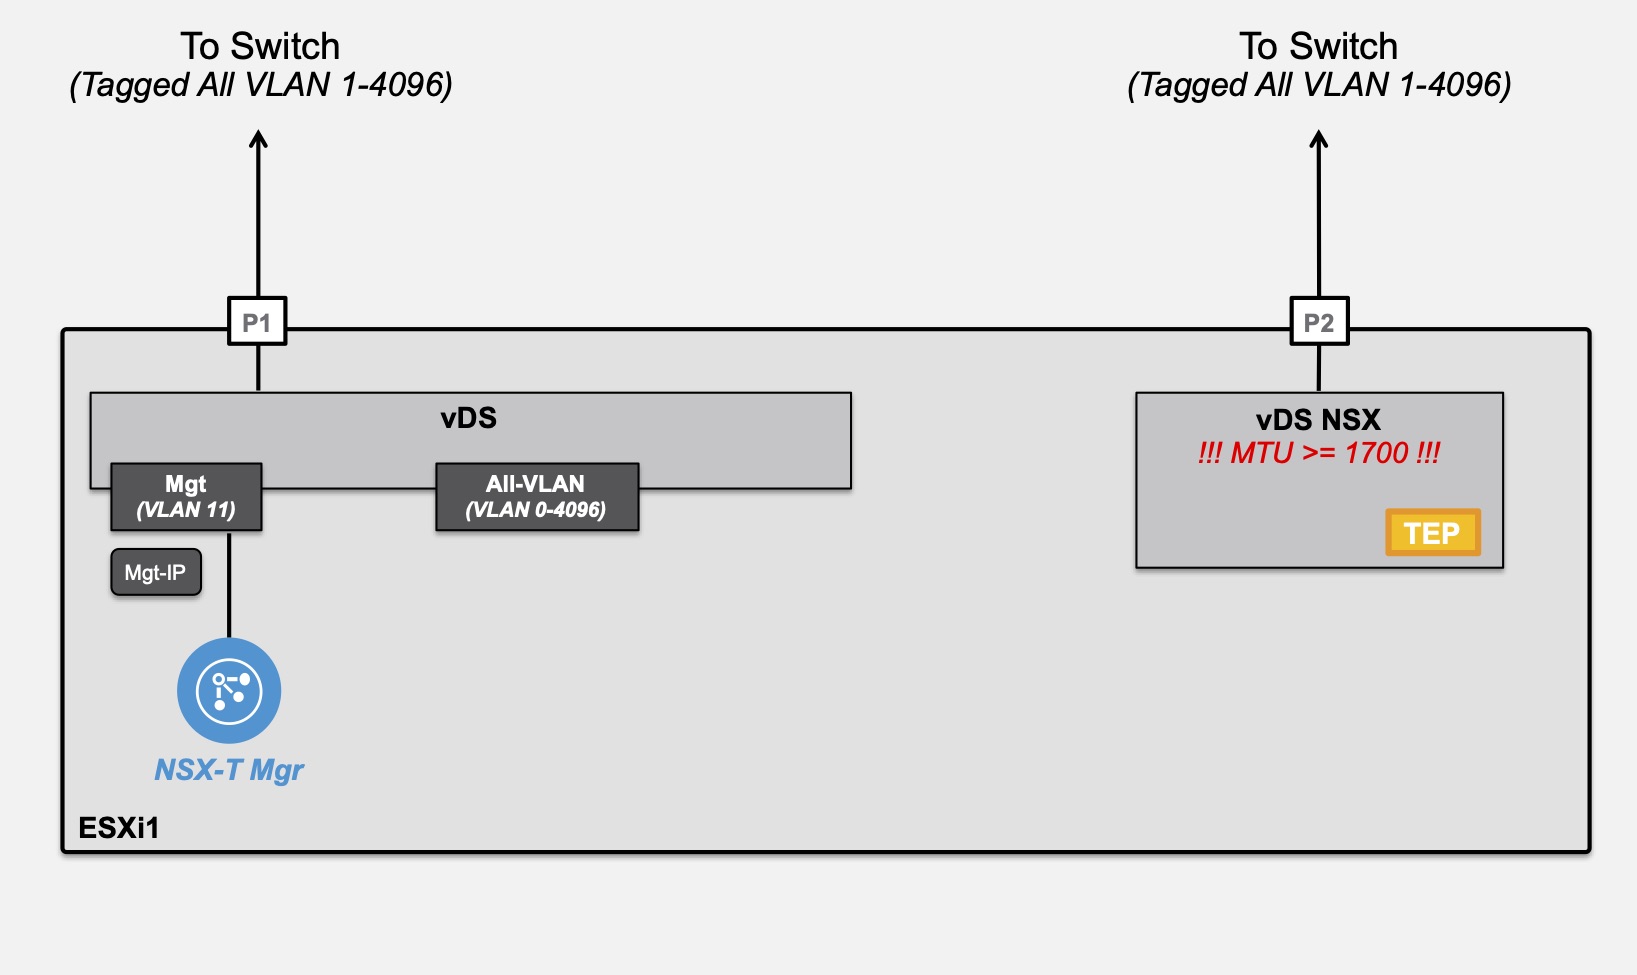 To Switch
(Tagged All VLAN 1-4096)
To Switch
(Tagged All VLAN 1-4096)
P1
P2
vDS
Mgt
(VLAN 11)
All-VLAN
(VLAN 0-4096)
Mgt-IP
NSX-T Mgr
vDS NSX
!!! MTU >= 1700 !!!
TEP
ESXi1